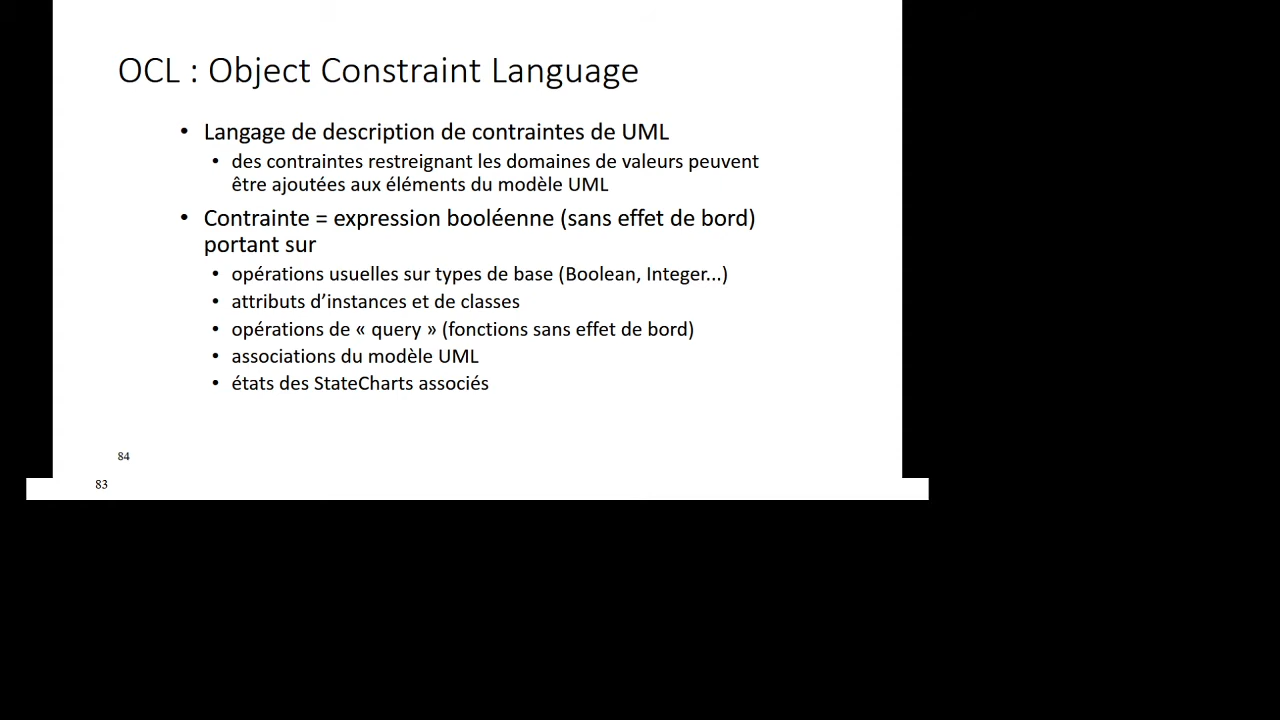 OCL : Object Constraint Language
• Langage de description de contraintes de UML
• des contraintes restreignant les domaines de valeurs peuvent
être ajoutées aux éléments du modèle UML
• Contrainte = expression booléenne (sans effet de bord)
portant sur
• opérations usuelles sur types de base (Boolean, Integer...)
• attributs d’instances et de classes
• opérations de « query » (fonctions sans effet de bord)
• associations du modèle UML
• états des StateCharts associés
84
83